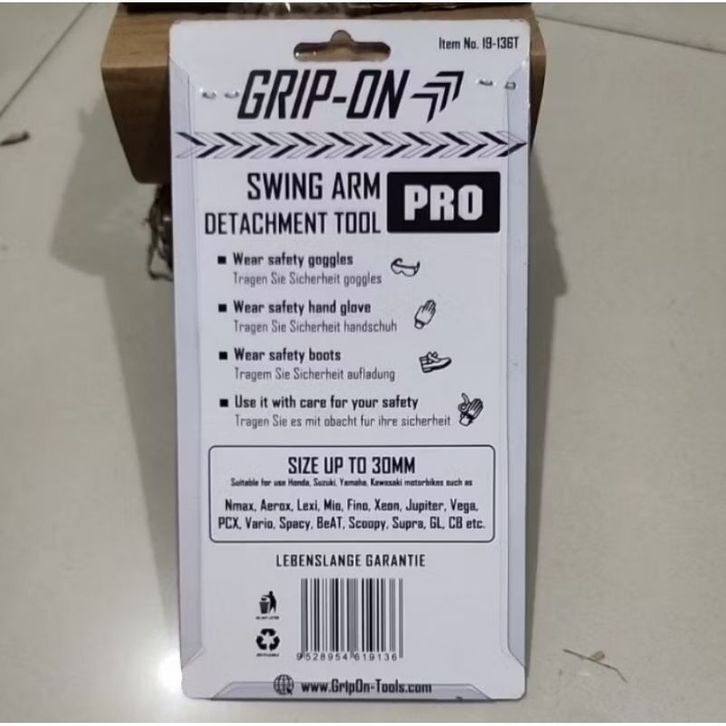 Item No. 19-136T
GRIP-ON
SWING ARM
DETACHMENT TOOL
PRO
Wear safety goggles
Tragen Sie Sicherheit goggles
Wear safety hand glove
Tragen Sie Sicherheit handschuh
Wear safety boots
Tragem Sie Sicherheit aufladung
Use it with care for your safety
Tragen Sie es mit obacht fur ihre sicherheit
SIZE UP TO 30MM
Suitable for use Honda, Suzuki, Yamaha, Kawasaki motorbikes such as
Nmax, Aerox, Lexi, Mio, Fino, Xeon, Jupiter, Vega,
PCX, Vario, Spacy, BeAT, Scoopy, Supra, GL, CB etc.
LEBENSLANGE GARANTIE
9 528954 619136
www.GripOn-Tools.com